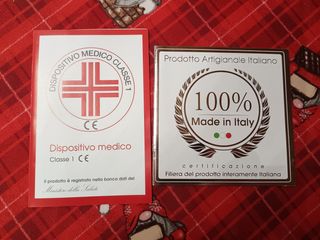 DISPOSITIVO MEDICO CLASSE 1
CE
Dispositivo medico
Classe 1 CE
Il prodotto è registrato nella banca dati del
Ministero della Salute
Prodotto Artigianale Italiano
100%
Made in Italy
certificazione
Filiera del prodotto interamente Italiana